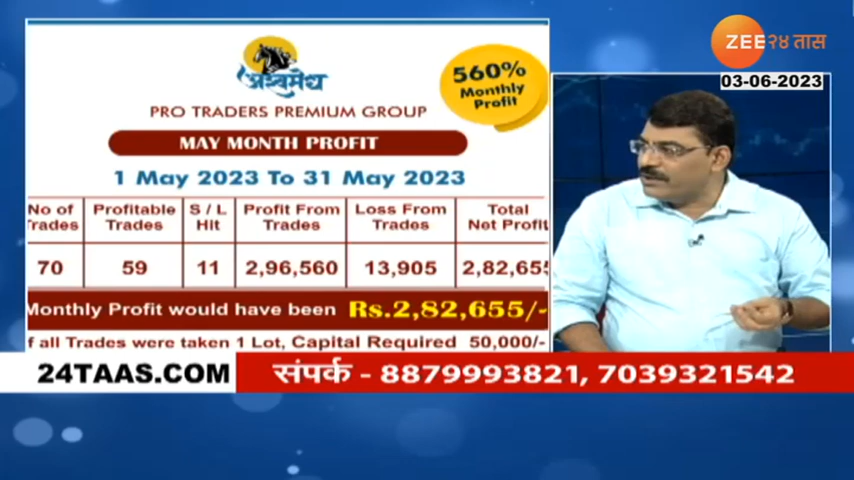 ZEE २४ तास
03-06-2023
अश्वमेध
PRO TRADERS PREMIUM GROUP
560%
Monthly
Profit
MAY MONTH PROFIT
1 May 2023 To 31 May 2023
No of Trades Profitable Trades S / L Hit Profit From Trades Loss From Trades Total Net Profit
70 59 11 2,96,560 13,905 2,82,655
Monthly Profit would have been Rs.2,82,655/-
f all Trades were taken 1 Lot, Capital Required 50,000/-
24TAAS.COM संपर्क - 8879993821, 7039321542